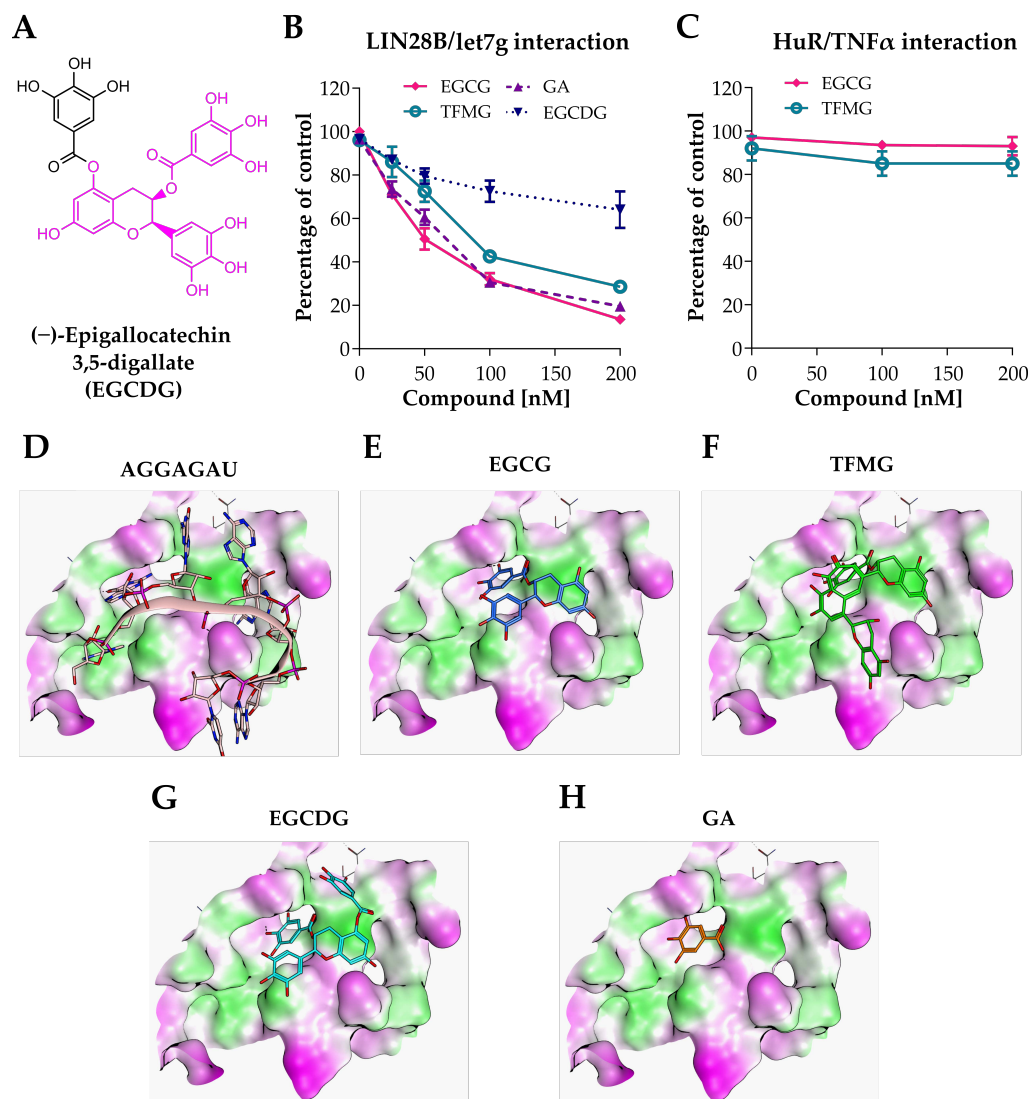 A
OH
OH
HO
OH
OH
OH
O
O
O
O
OH
O
OH
HO
O
OH
OH
(−)-Epigallocatechin
3,5-digallate
(EGCDG)
B
LIN28B/let7g interaction
EGCG
GA
TFMG
EGCDG
Percentage of control
120
100
80
60
40
20
0
0
50
100
150
200
Compound [nM]
C
HuR/TNFα interaction
EGCG
TFMG
Percentage of control
120
100
80
60
40
20
0
0
50
100
150
200
Compound [nM]
D
AGGAGAU
E
EGCG
F
TFMG
G
EGCDG
H
GA